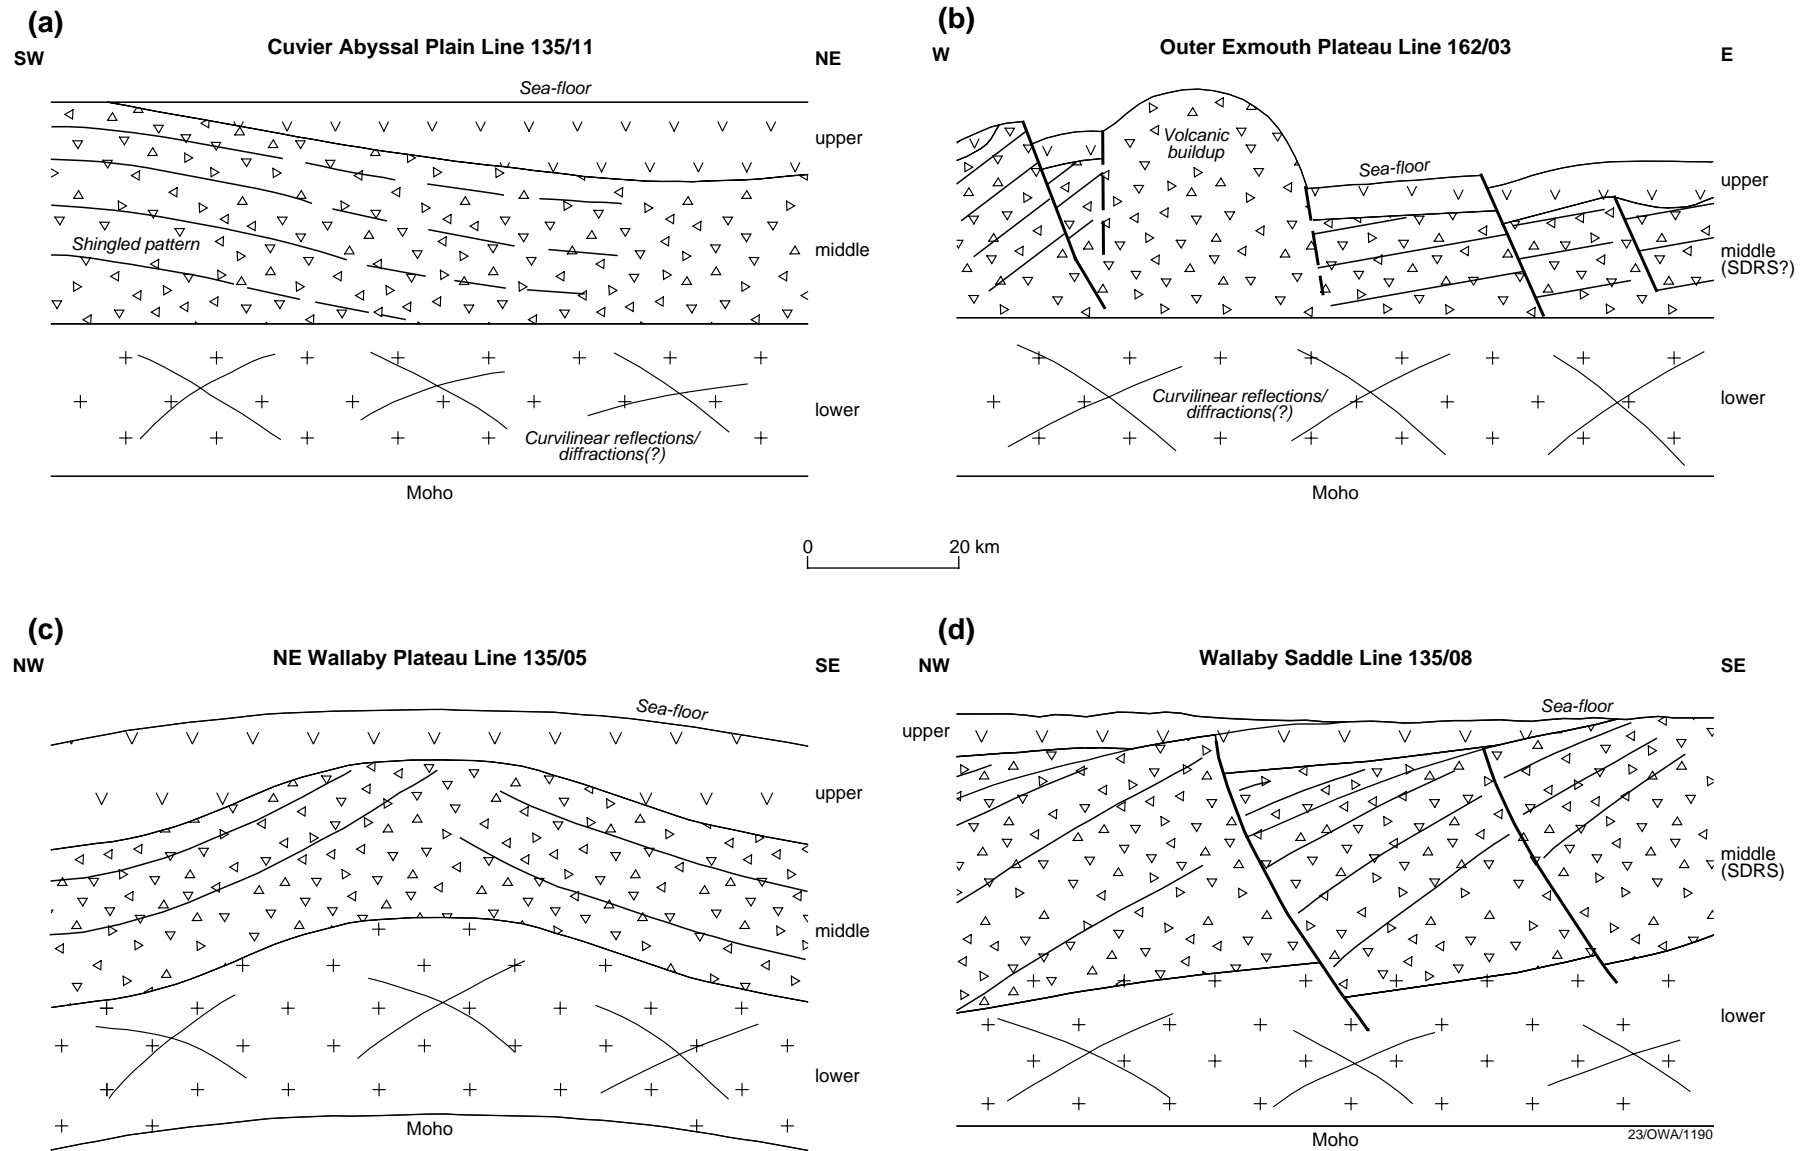 (a)
Cuvier Abyssal Plain Line 135/11
SW
NE
Sea-floor
upper
Shingled pattern
middle
lower
Curvilinear reflections/
diffractions(?)
Moho
(b)
Outer Exmouth Plateau Line 162/03
W
E
Volcanic
buildup
Sea-floor
upper
middle
(SDRS?)
Curvilinear reflections/
diffractions(?)
lower
Moho
0
20 km
(c)
NE Wallaby Plateau Line 135/05
NW
SE
Sea-floor
upper
middle
lower
Moho
(d)
Wallaby Saddle Line 135/08
NW
SE
Sea-floor
upper
middle
(SDRS)
lower
Moho
23/OWA/1190